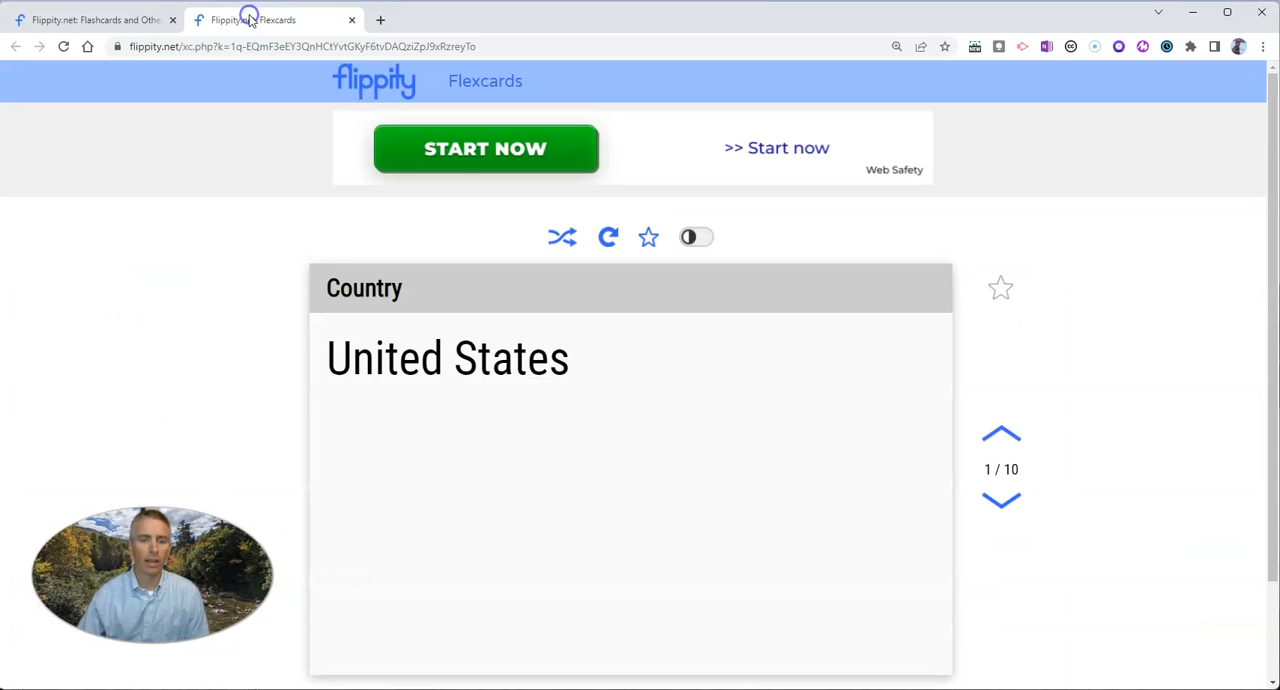 Flippity.net: Flashcards and Othe
Flexcards
flippity.net/xc.php?k=1q-EQmF3eEY3QnHCtYvtGKyF6tvDAQziZpJ9xRzreyTo
flippity Flexcards
START NOW
>> Start now
Web Safety
Country
United States
1 / 10